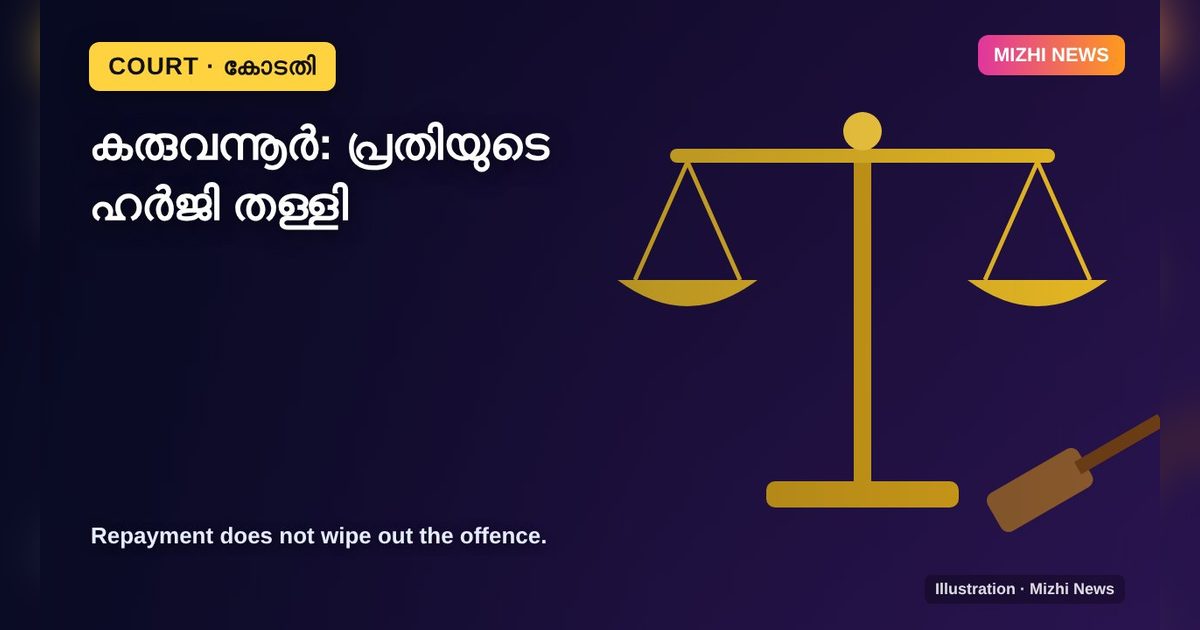 COURT · കോടതി
MIZHI NEWS
കരുവന്നൂർ: പ്രതിയുടെ
ഹർജി തള്ളി
Repayment does not wipe out the offence.
Illustration · Mizhi News